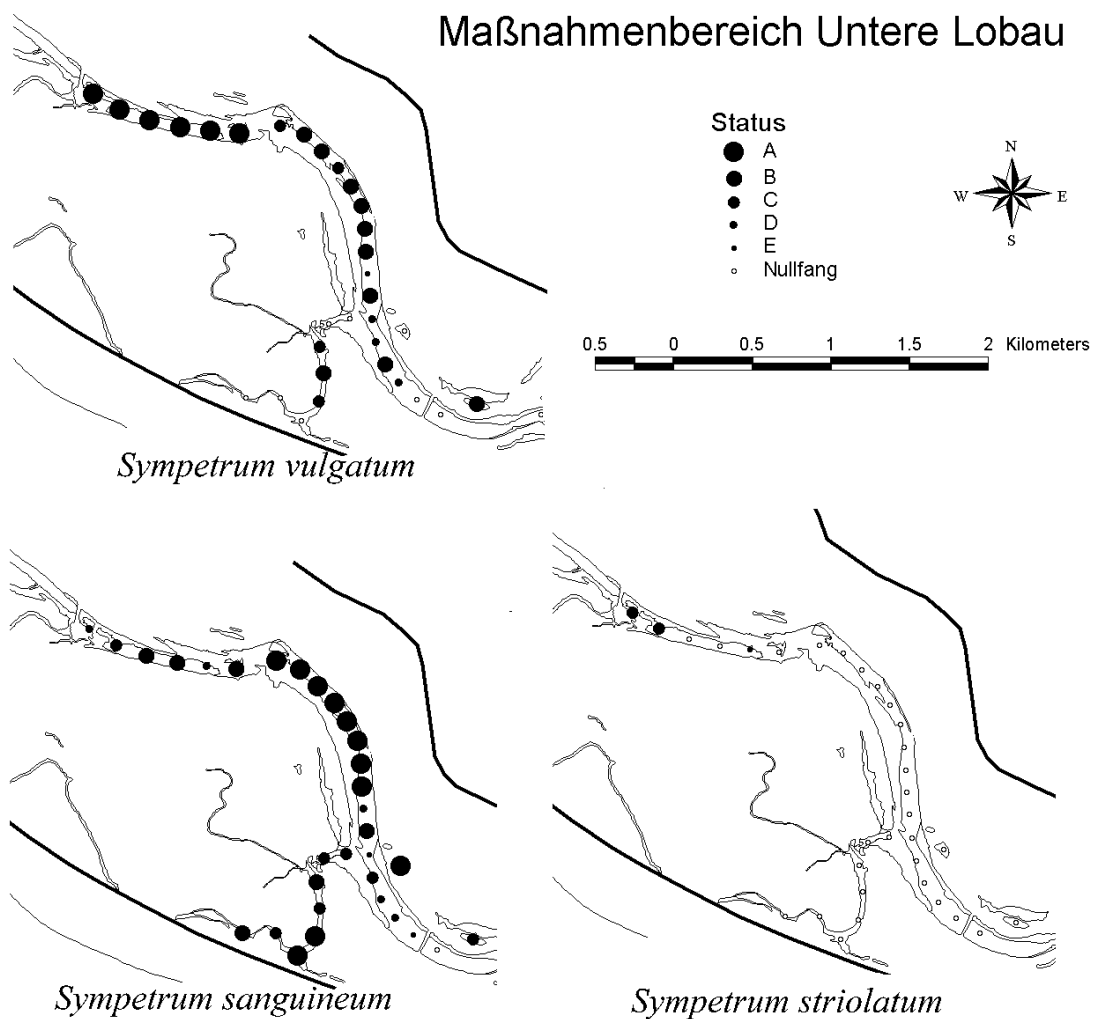 Maßnahmenbereich Untere Lobau
Status
A
B
C
D
E
Nullfang
N
W E
S
0.5 0 0.5 1 1.5 2 Kilometers
Sympetrum vulgatum
Sympetrum sanguineum
Sympetrum striolatum